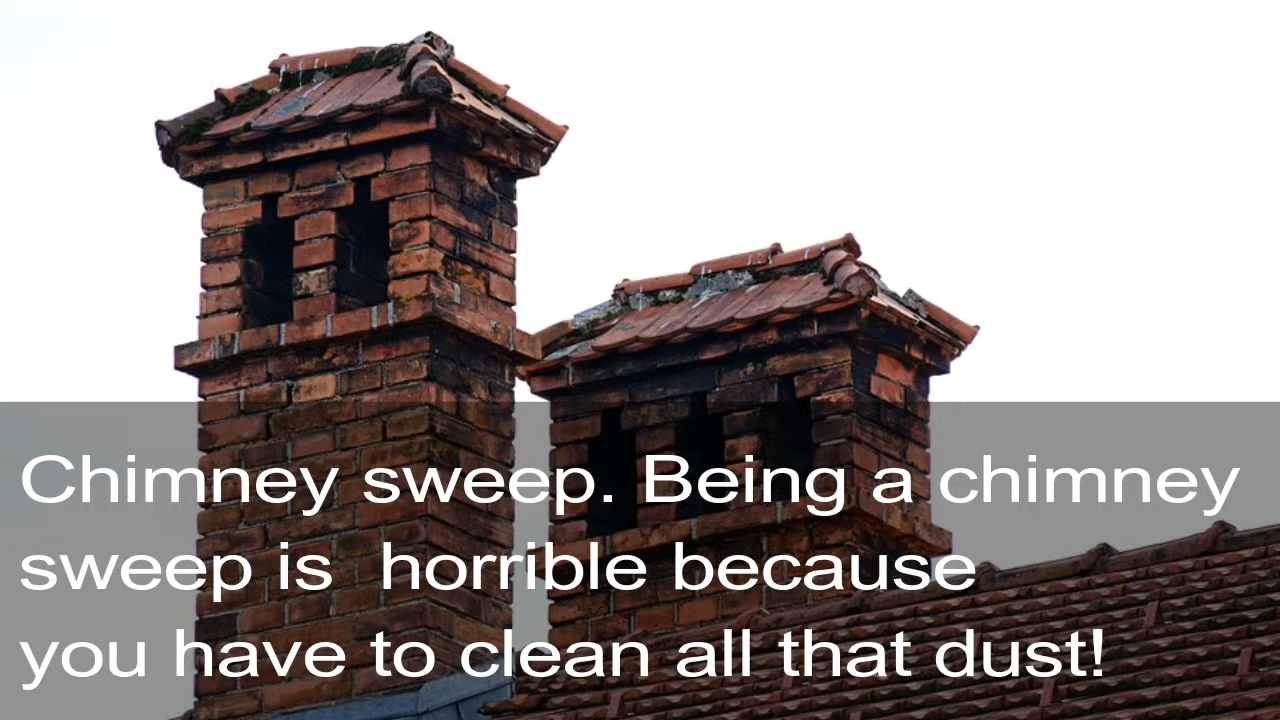 Chimney sweep. Being a chimney
sweep is  horrible because
you have to clean all that dust!